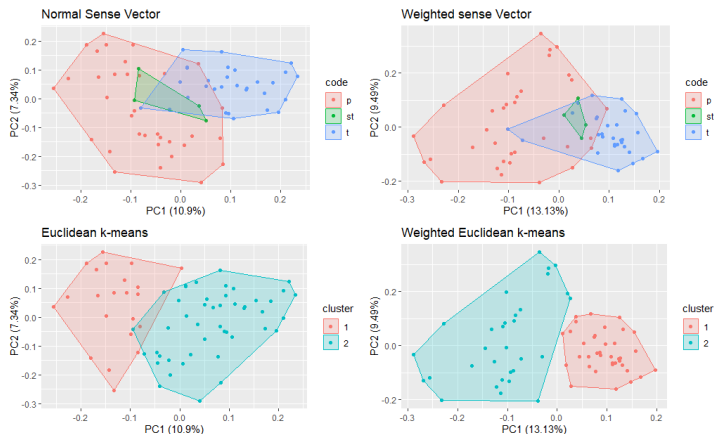 Normal Sense Vector
PC2 (7.34%)
0.2
0.1
0.0
-0.1
-0.2
-0.3
-0.2
-0.1
0.0
0.1
0.2
PC1 (10.9%)
code
p
st
t
Weighted sense Vector
PC2 (9.49%)
0.2
0.0
-0.2
-0.3
-0.2
-0.1
0.0
0.1
0.2
PC1 (13.13%)
code
p
st
t
Euclidean k-means
PC2 (7.34%)
0.2
0.1
0.0
-0.1
-0.2
-0.3
-0.2
-0.1
0.0
0.1
0.2
PC1 (10.9%)
cluster
1
2
Weighted Euclidean k-means
PC2 (9.49%)
0.2
0.0
-0.2
-0.3
-0.2
-0.1
0.0
0.1
0.2
PC1 (13.13%)
cluster
1
2